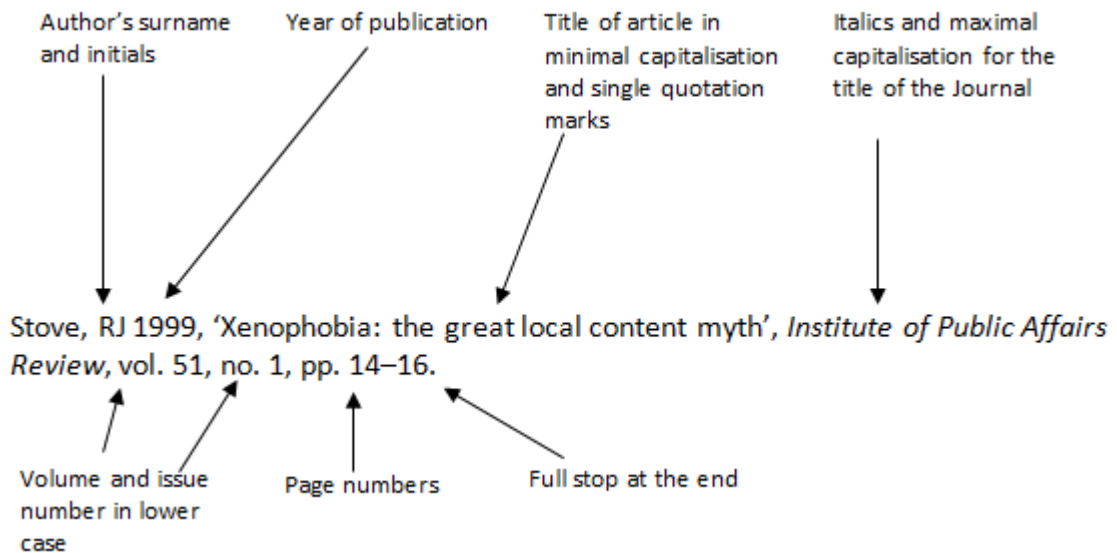 Author's surname
and initials
Year of publication
Title of article in
minimal capitalisation
and single quotation
marks
Italics and maximal
capitalisation for the
title of the Journal
Stove, RJ 1999, ‘Xenophobia: the great local content myth’, Institute of Public Affairs
Review, vol. 51, no. 1, pp. 14–16.
Volume and issue
number in lower
case
Page numbers
Full stop at the end